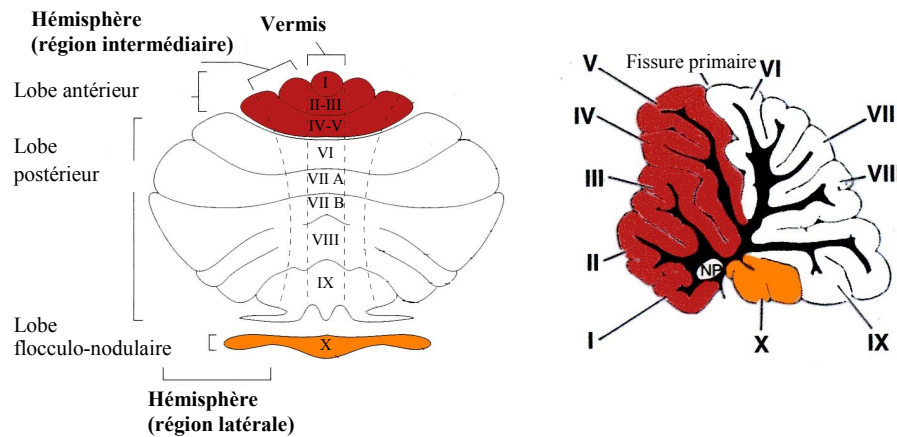 Hémisphère
(région intermédiaire)
Vermis
Lobe antérieur
Lobe
postérieur
Lobe
flocculo-nodulaire
I
II-III
IV-V
VI
VII A
VII B
VIII
IX
X
Hémisphère
(région latérale)
Fissure primaire
V
VI
IV
VII
III
VIII
II
NP
I
X
IX